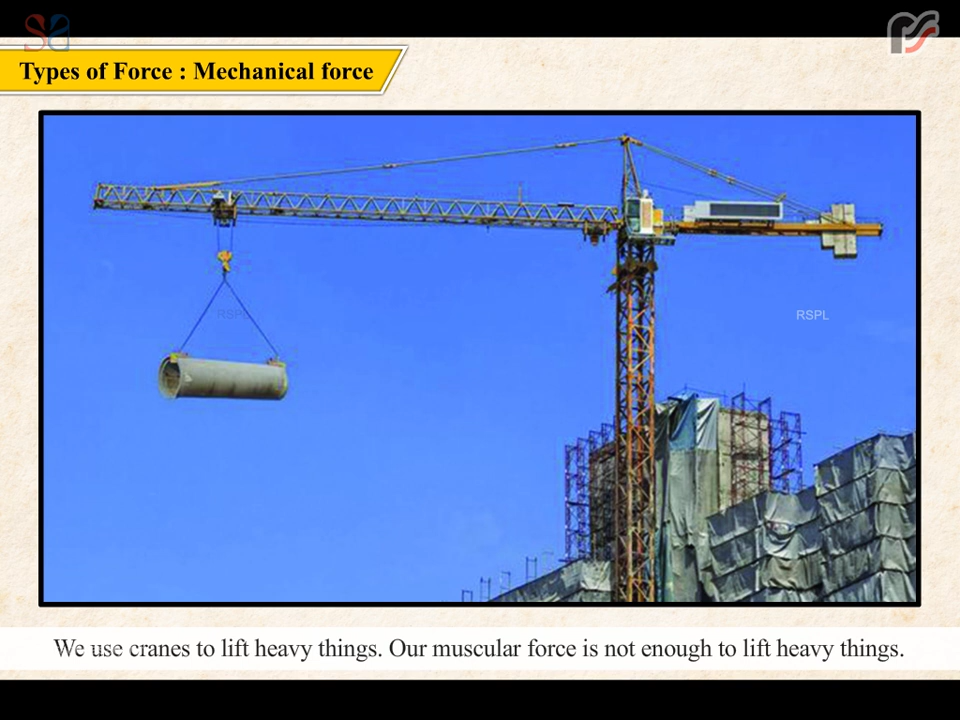 Types of Force : Mechanical force
RSPL
RSPL
We use cranes to lift heavy things. Our muscular force is not enough to lift heavy things.